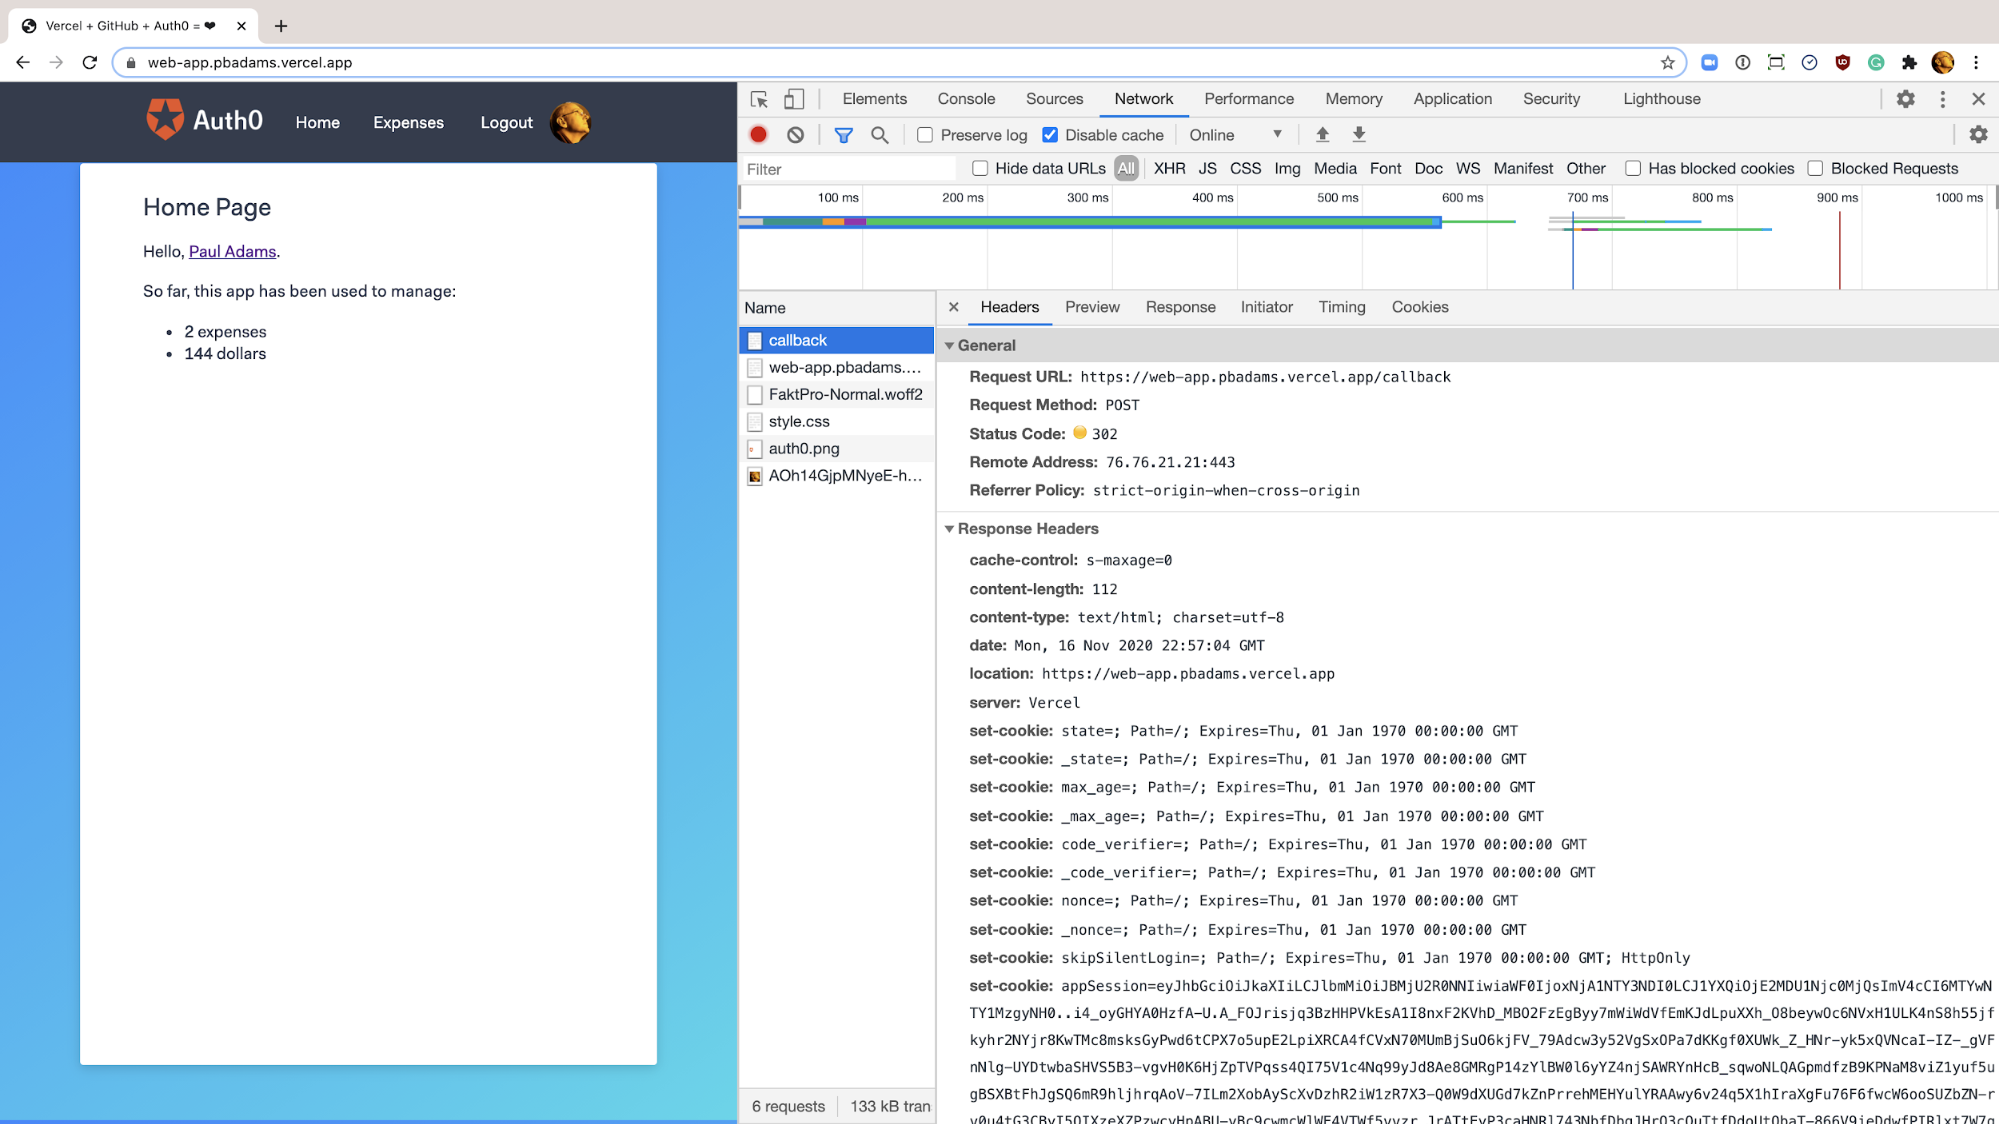 Vercel + GitHub + Auth0 = ❤
web-app.pbadams.vercel.app
Auth0 Home Expenses Logout
Home Page
Hello, Paul Adams.
So far, this app has been used to manage:
• 2 expenses
• 144 dollars
Elements Console Sources Network Performance Memory Application Security Lighthouse
Preserve log Disable cache Online
Filter Hide data URLs All XHR JS CSS Img Media Font Doc WS Manifest Other Has blocked cookies Blocked Requests
100 ms 200 ms 300 ms 400 ms 500 ms 600 ms 700 ms 800 ms 900 ms 1000 ms
Name
callback
web-app.pbadams....
FaktPro-Normal.woff2
style.css
auth0.png
AOh14GjpMNyeE-h...
6 requests 133 kB tran
Headers Preview Response Initiator Timing Cookies
General
Request URL: https://web-app.pbadams.vercel.app/callback
Request Method: POST
Status Code: 302
Remote Address: 76.76.21.21:443
Referrer Policy: strict-origin-when-cross-origin
Response Headers
cache-control: s-maxage=0
content-length: 112
content-type: text/html; charset=utf-8
date: Mon, 16 Nov 2020 22:57:04 GMT
location: https://web-app.pbadams.vercel.app
server: Vercel
set-cookie: state=; Path=/; Expires=Thu, 01 Jan 1970 00:00:00 GMT
set-cookie: _state=; Path=/; Expires=Thu, 01 Jan 1970 00:00:00 GMT
set-cookie: max_age=; Path=/; Expires=Thu, 01 Jan 1970 00:00:00 GMT
set-cookie: _max_age=; Path=/; Expires=Thu, 01 Jan 1970 00:00:00 GMT
set-cookie: code_verifier=; Path=/; Expires=Thu, 01 Jan 1970 00:00:00 GMT
set-cookie: _code_verifier=; Path=/; Expires=Thu, 01 Jan 1970 00:00:00 GMT
set-cookie: nonce=; Path=/; Expires=Thu, 01 Jan 1970 00:00:00 GMT
set-cookie: _nonce=; Path=/; Expires=Thu, 01 Jan 1970 00:00:00 GMT
set-cookie: skipSilentLogin=; Path=/; Expires=Thu, 01 Jan 1970 00:00:00 GMT; HttpOnly
set-cookie: appSession=eyJhbGciOiJkaXIiLCJlbmMiOiJBMjU2R0NNIiwiaWF0IjoxNjA1NTY3NDI0LCJ1YXQiOjE2MDU1Njc0MjQsImV4cCI6MTYwN
TY1MzgyNH0..i4_oyGHYA0HzfA-U.A_FOJrisjq3BzHHPVkEsA1I8nxF2KVhD_MBO2FzEgByy7mWiWdVfEmKJdLpuXXh_O8beywOc6NVxH1ULK4nS8h55jf
kyhr2NYjr8KwTMc8msksGyPwd6tCPX7o5upE2LpiXRCA4fCVxN70MUmBjSuO6kjFV_79Adcw3y52VgSxOPa7dKKgf0XUWk_Z_HNr-yk5xQVNcaI-IZ-_gVF
nNlg-UYDtwbaSHVS5B3-vgvH0K6HjZpTVPqss4QI75V1c4Nq99yJd8Ae8GMRgP14zYlBW0l6yYZ4njSAWRYnHcB_sqwoNLQAGpmdfzB9KPNaM8viZ1yuf5u
gBSXBtFhJgSQ6mR9hljhrqAoV-7ILm2XobAyScXvDzhR2iW1zR7X3-Q0W9dXUGd7kZnPrrehMEHYulYRAAwy6v24q5X1hIraXgFu76F6fwcW6ooSUZbZN-r